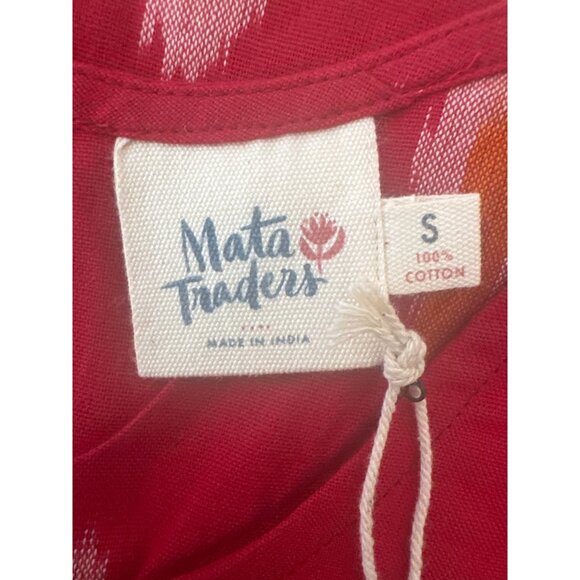 Mata
Traders
MADE IN INDIA
S
100%
COTTON